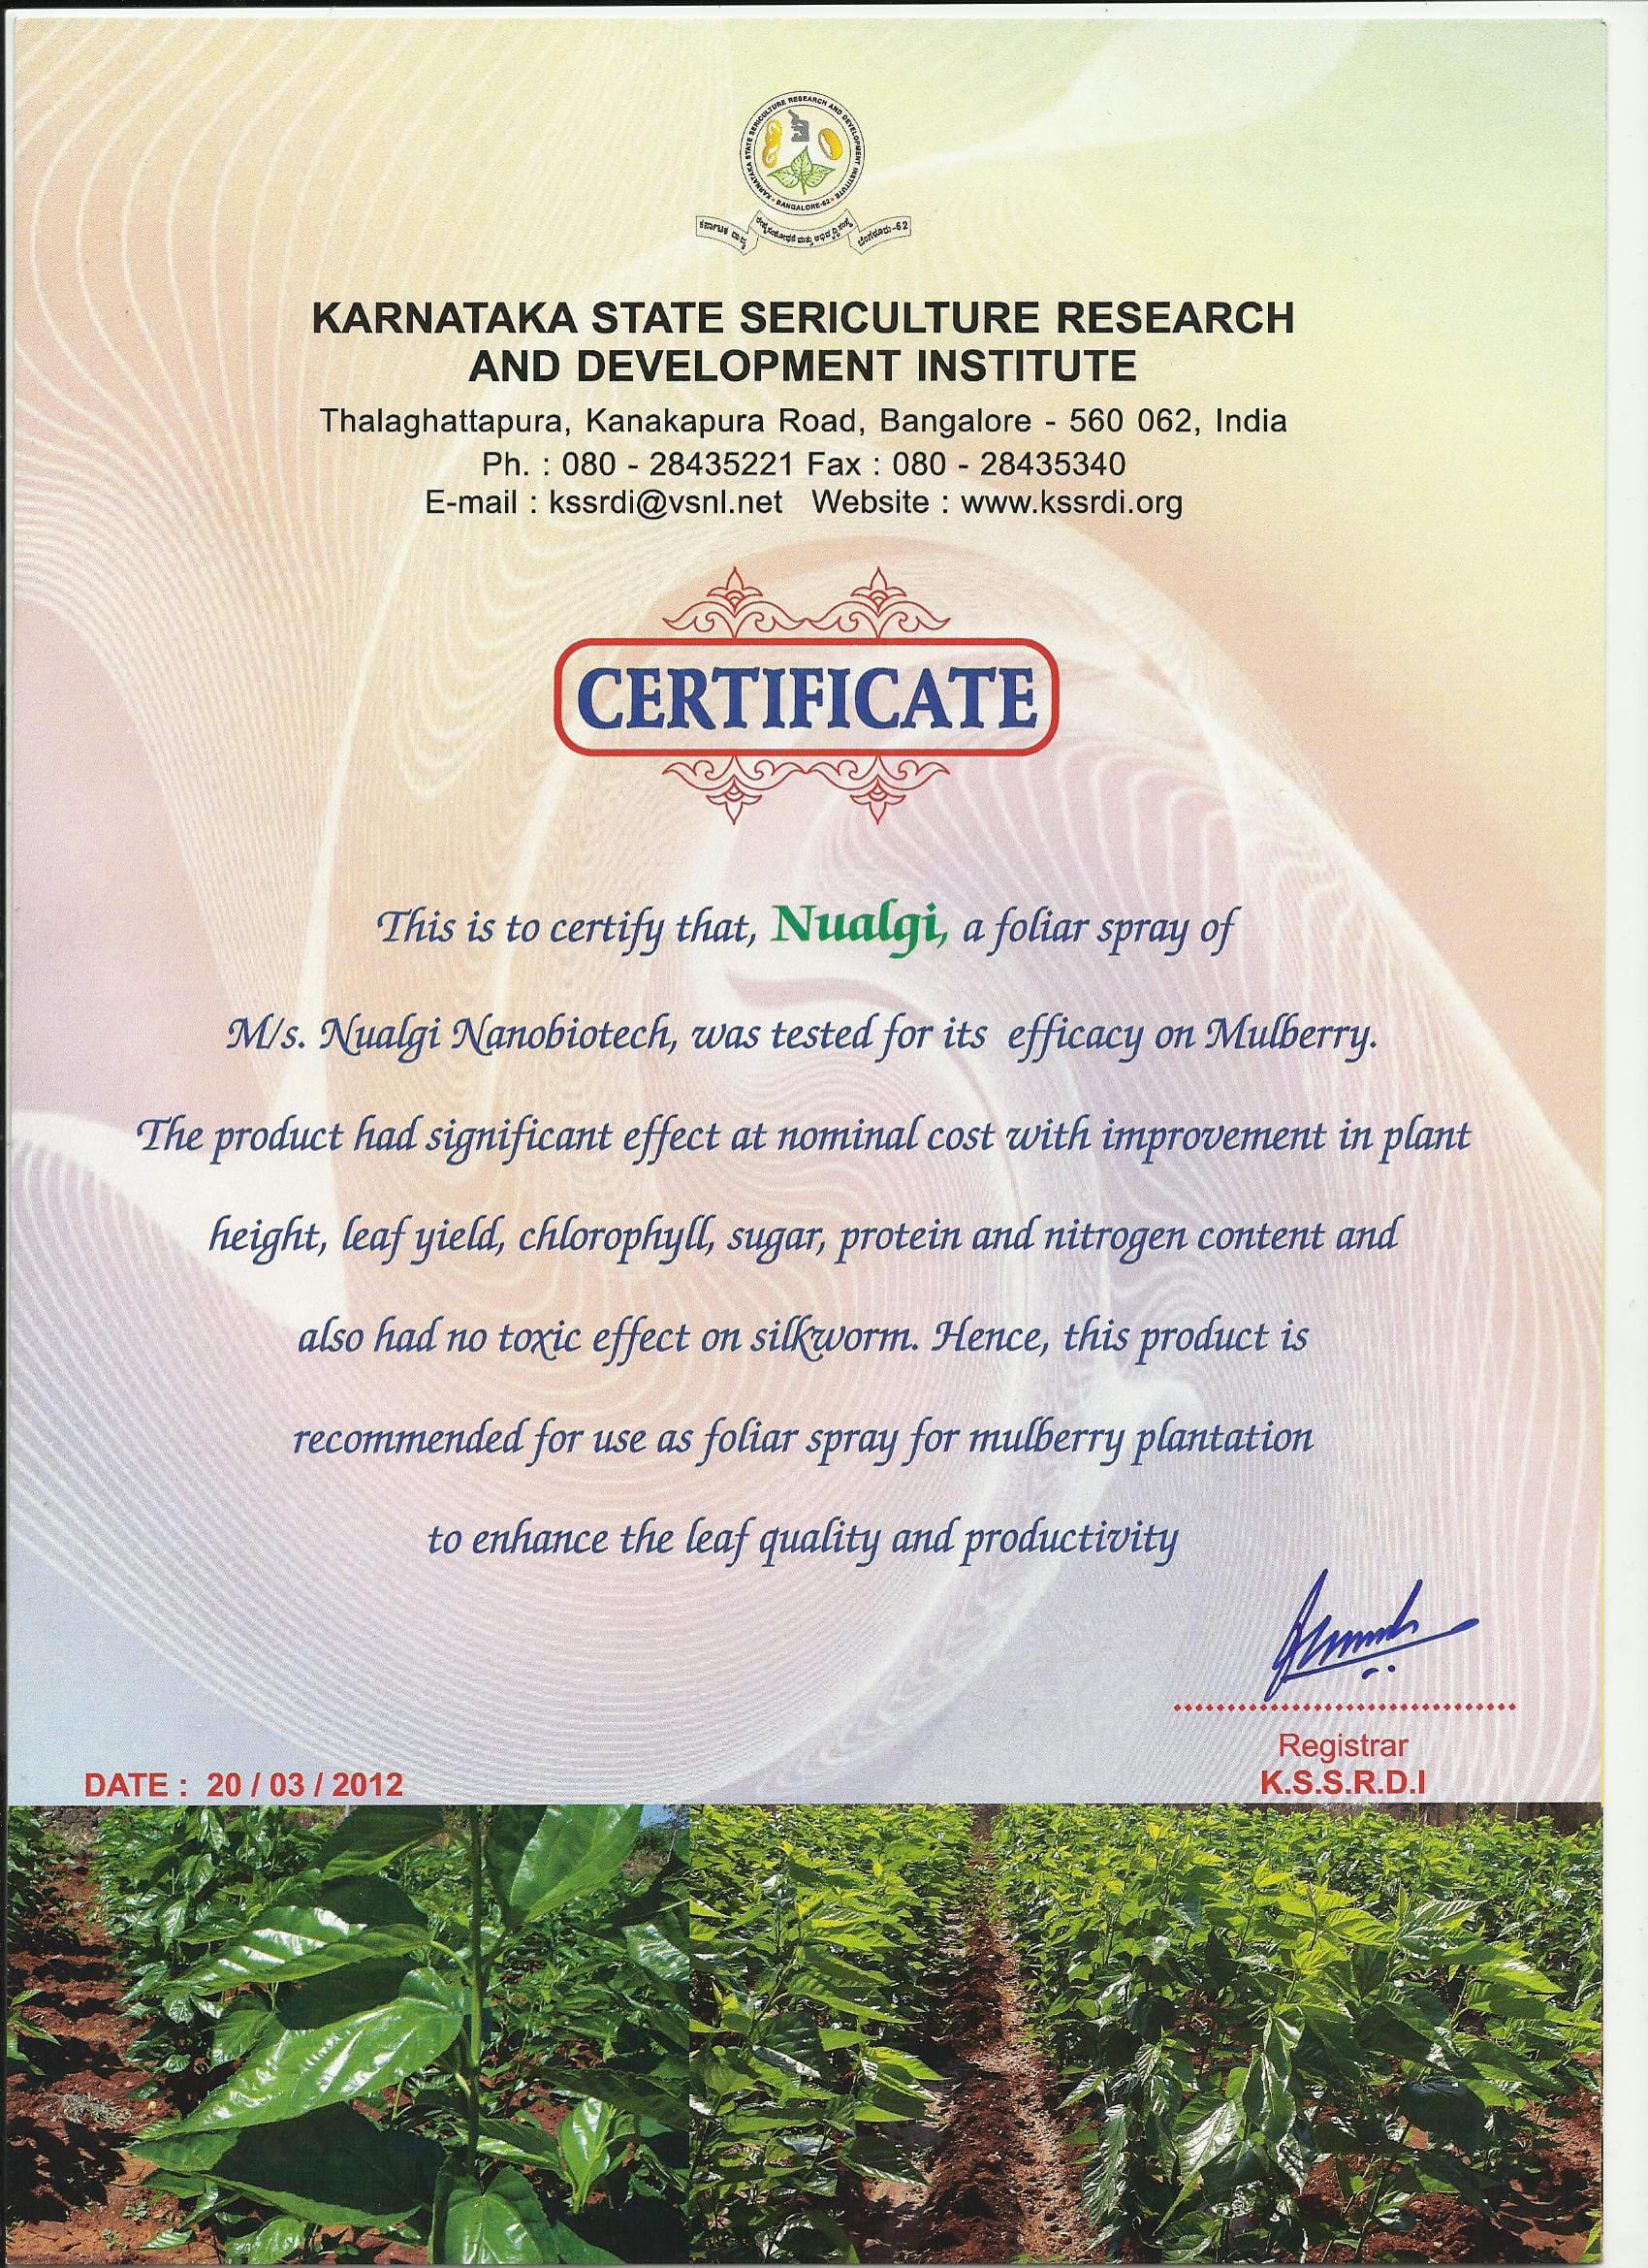 KARNATAKA STATE SERICULTURE RESEARCH AND DEVELOPMENT INSTITUTE
• BANGALORE-62 •
ಕರ್ನಾಟಕ ರಾಜ್ಯ
ಬೆಂಗಳೂರು-62
KARNATAKA STATE SERICULTURE RESEARCH
AND DEVELOPMENT INSTITUTE
Thalaghattapura, Kanakapura Road, Bangalore - 560 062, India
Ph. : 080 - 28435221 Fax : 080 - 28435340
E-mail : kssrdi@vsnl.net Website : www.kssrdi.org
CERTIFICATE
This is to certify that, Nualgi, a foliar spray of
M/s. Nualgi Nanobiotech, was tested for its efficacy on Mulberry.
The product had significant effect at nominal cost with improvement in plant
height, leaf yield, chlorophyll, sugar, protein and nitrogen content and
also had no toxic effect on silkworm. Hence, this product is
recommended for use as foliar spray for mulberry plantation
to enhance the leaf quality and productivity
Registrar
DATE : 20 / 03 / 2012
K.S.S.R.D.I